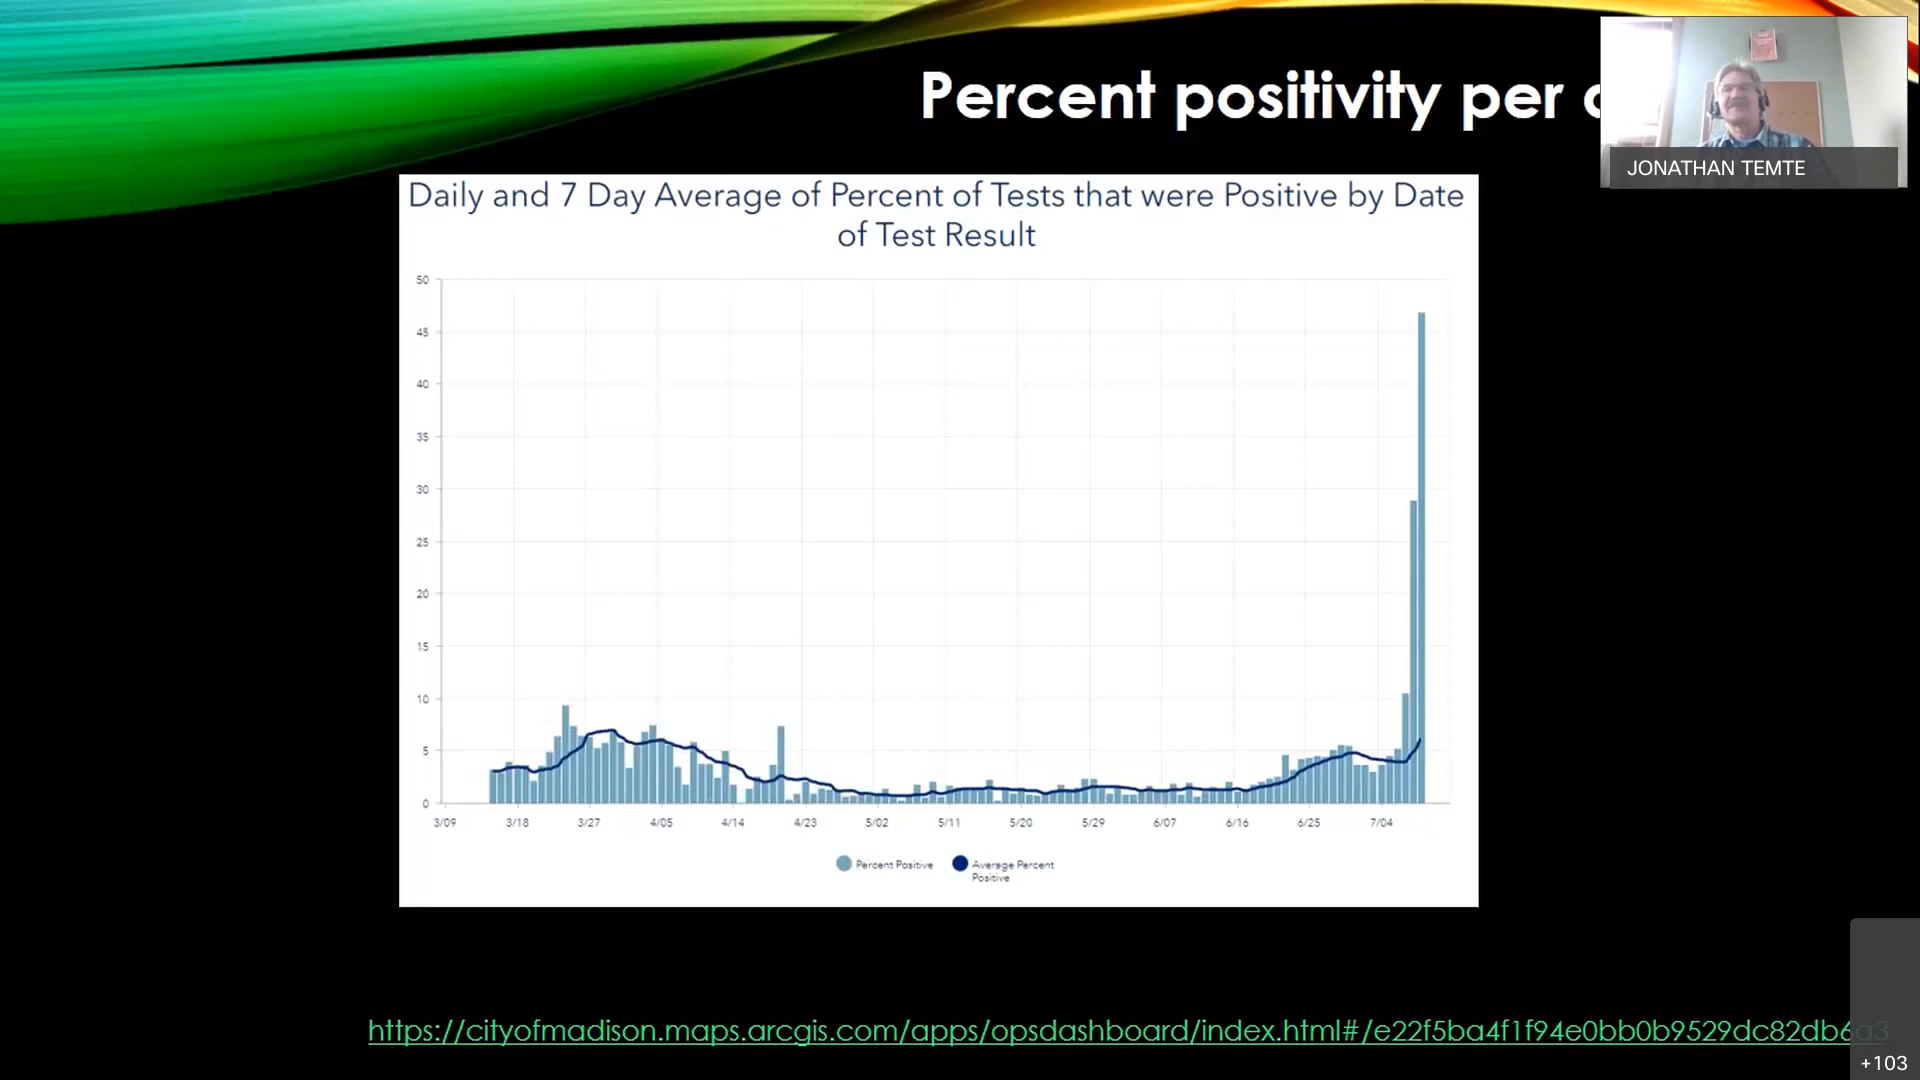 Percent positivity per
JONATHAN TEMTE
Daily and 7 Day Average of Percent of Tests that were Positive by Date
of Test Result
50
45
40
35
30
25
20
15
10
5
0
3/09 3/18 3/27 4/05 4/14 4/23 5/02 5/11 5/20 5/29 6/07 6/16 6/25 7/04
Percent Positive
Average Percent
Positive
https://cityofmadison.maps.arcgis.com/apps/opsdashboard/index.html#/e22f5ba4f1f94e0bb0b9529dc82db6a3
+103